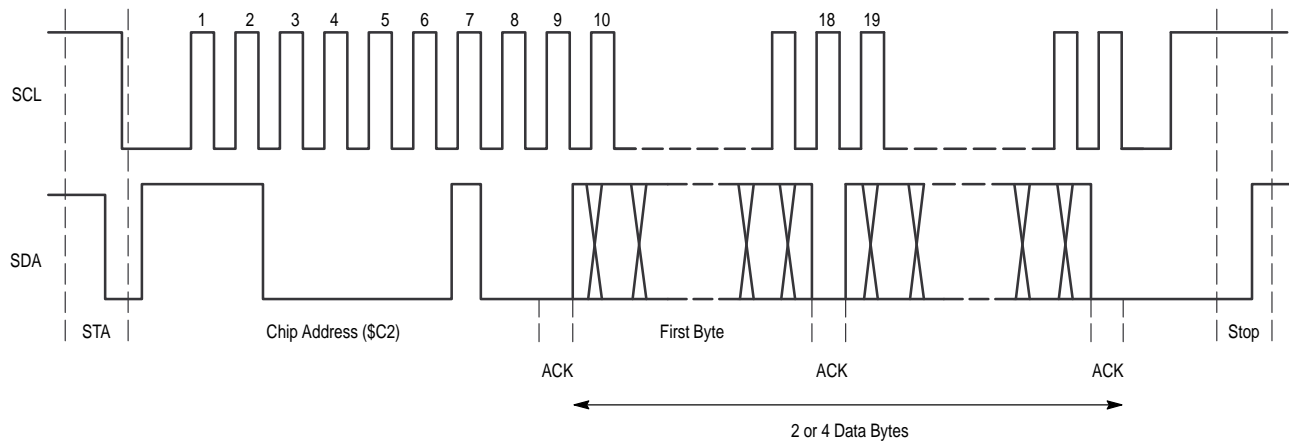 1 2 3 4 5 6 7 8 9 10 18 19
SCL
SDA
STA Chip Address ($C2) First Byte Stop
ACK ACK ACK
2 or 4 Data Bytes